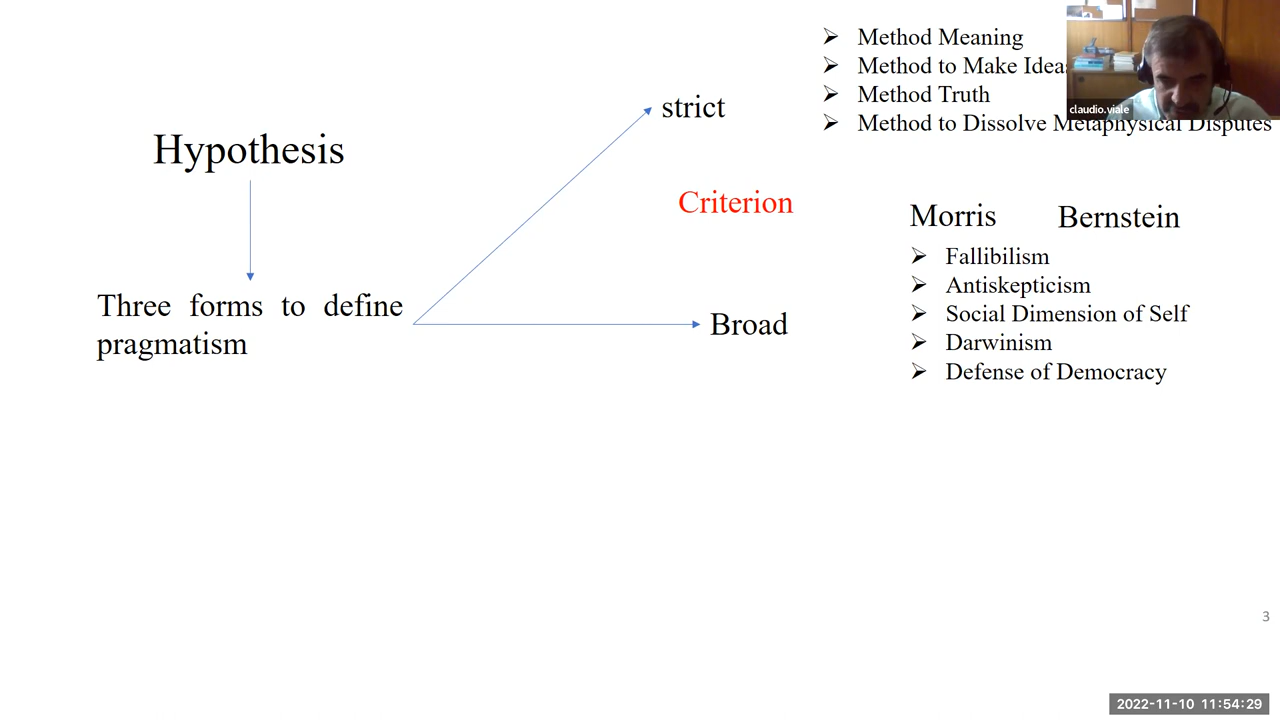 Hypothesis
Three forms to define
pragmatism
strict
Criterion
Broad
➢ Method Meaning
➢ Method to Make Ideas
➢ Method Truth
➢ Method to Dissolve Metaphysical Disputes
claudio.viale
Morris Bernstein
➢ Fallibilism
➢ Antiskepticism
➢ Social Dimension of Self
➢ Darwinism
➢ Defense of Democracy
3
2022-11-10 11:54:29